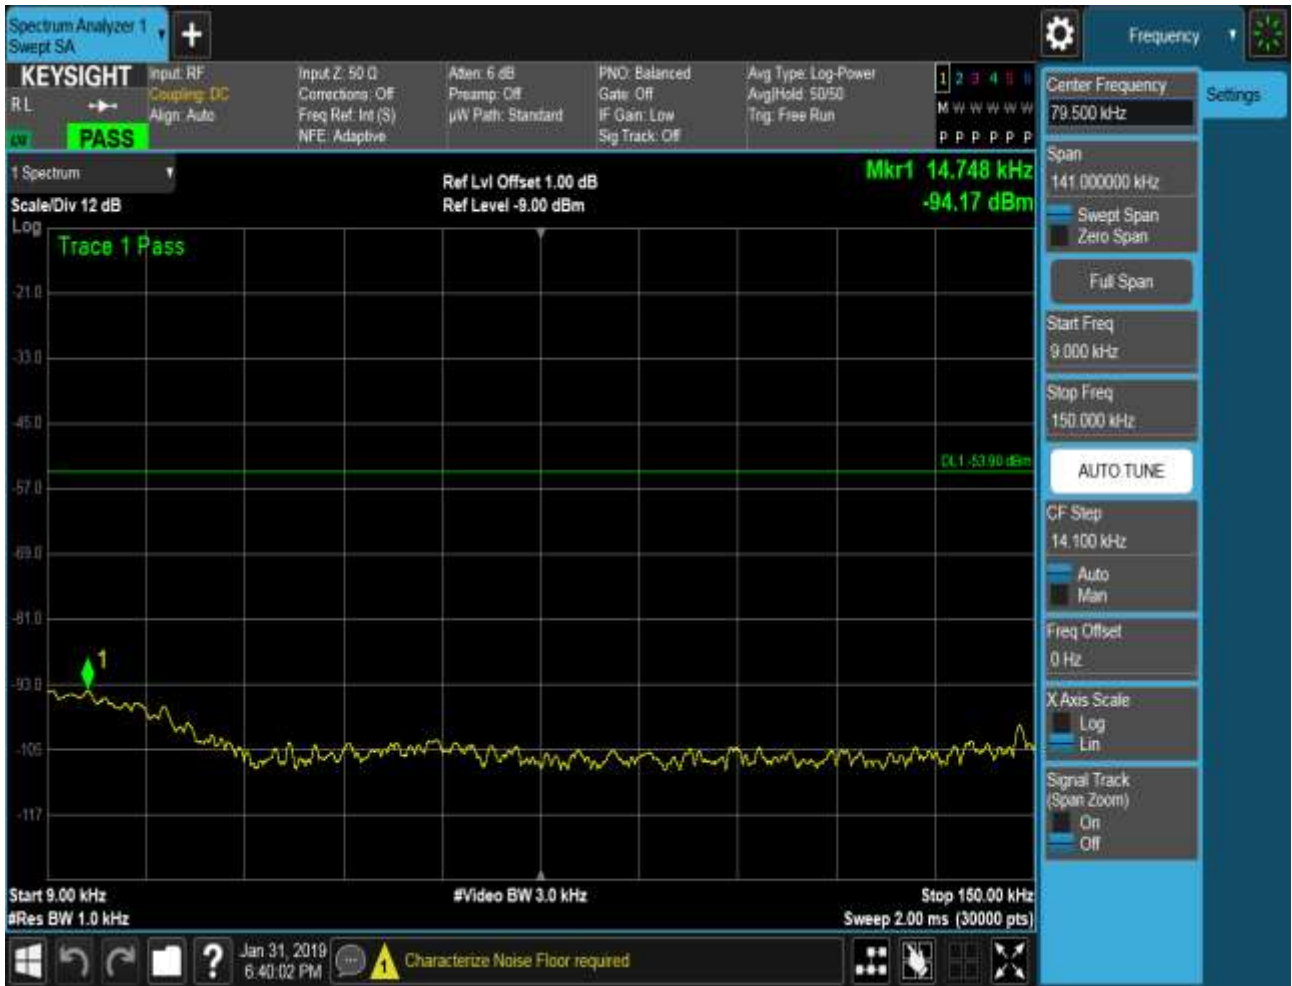 Spectrum Analyzer 1
Swept SA
Frequency
KEYSIGHT
RL
PASS
Input: RF
Coupling: DC
Align: Auto
Input Z: 50 Ω
Corrections: Off
Freq Ref: Int (S)
NFE: Adaptive
Atten: 6 dB
Preamp: Off
µW Path: Standard
PNO: Balanced
Gate: Off
IF Gain: Low
Sig Track: Off
Avg Type: Log-Power
Avg|Hold: 50/50
Trig: Free Run
1 2 3 4 5 6
M W W W W W
P P P P P P
1 Spectrum
Scale/Div 12 dB
Ref Lvl Offset 1.00 dB
Ref Level -9.00 dBm
Mkr1 14.748 kHz
-94.17 dBm
Log
Trace 1 Pass
-21.0
-33.0
-45.0
DL1 -53.90 dBm
-57.0
-69.0
-81.0
1
-93.0
-105
-117
Start 9.00 kHz
#Video BW 3.0 kHz
Stop 150.00 kHz
#Res BW 1.0 kHz
Sweep 2.00 ms (30000 pts)
?
Jan 31, 2019
6:40:02 PM
1
Characterize Noise Floor required
Center Frequency
79.500 kHz
Settings
Span
141.000000 kHz
Swept Span
Zero Span
Full Span
Start Freq
9.000 kHz
Stop Freq
150.000 kHz
AUTO TUNE
CF Step
14.100 kHz
Auto
Man
Freq Offset
0 Hz
X Axis Scale
Log
Lin
Signal Track
(Span Zoom)
On
Off